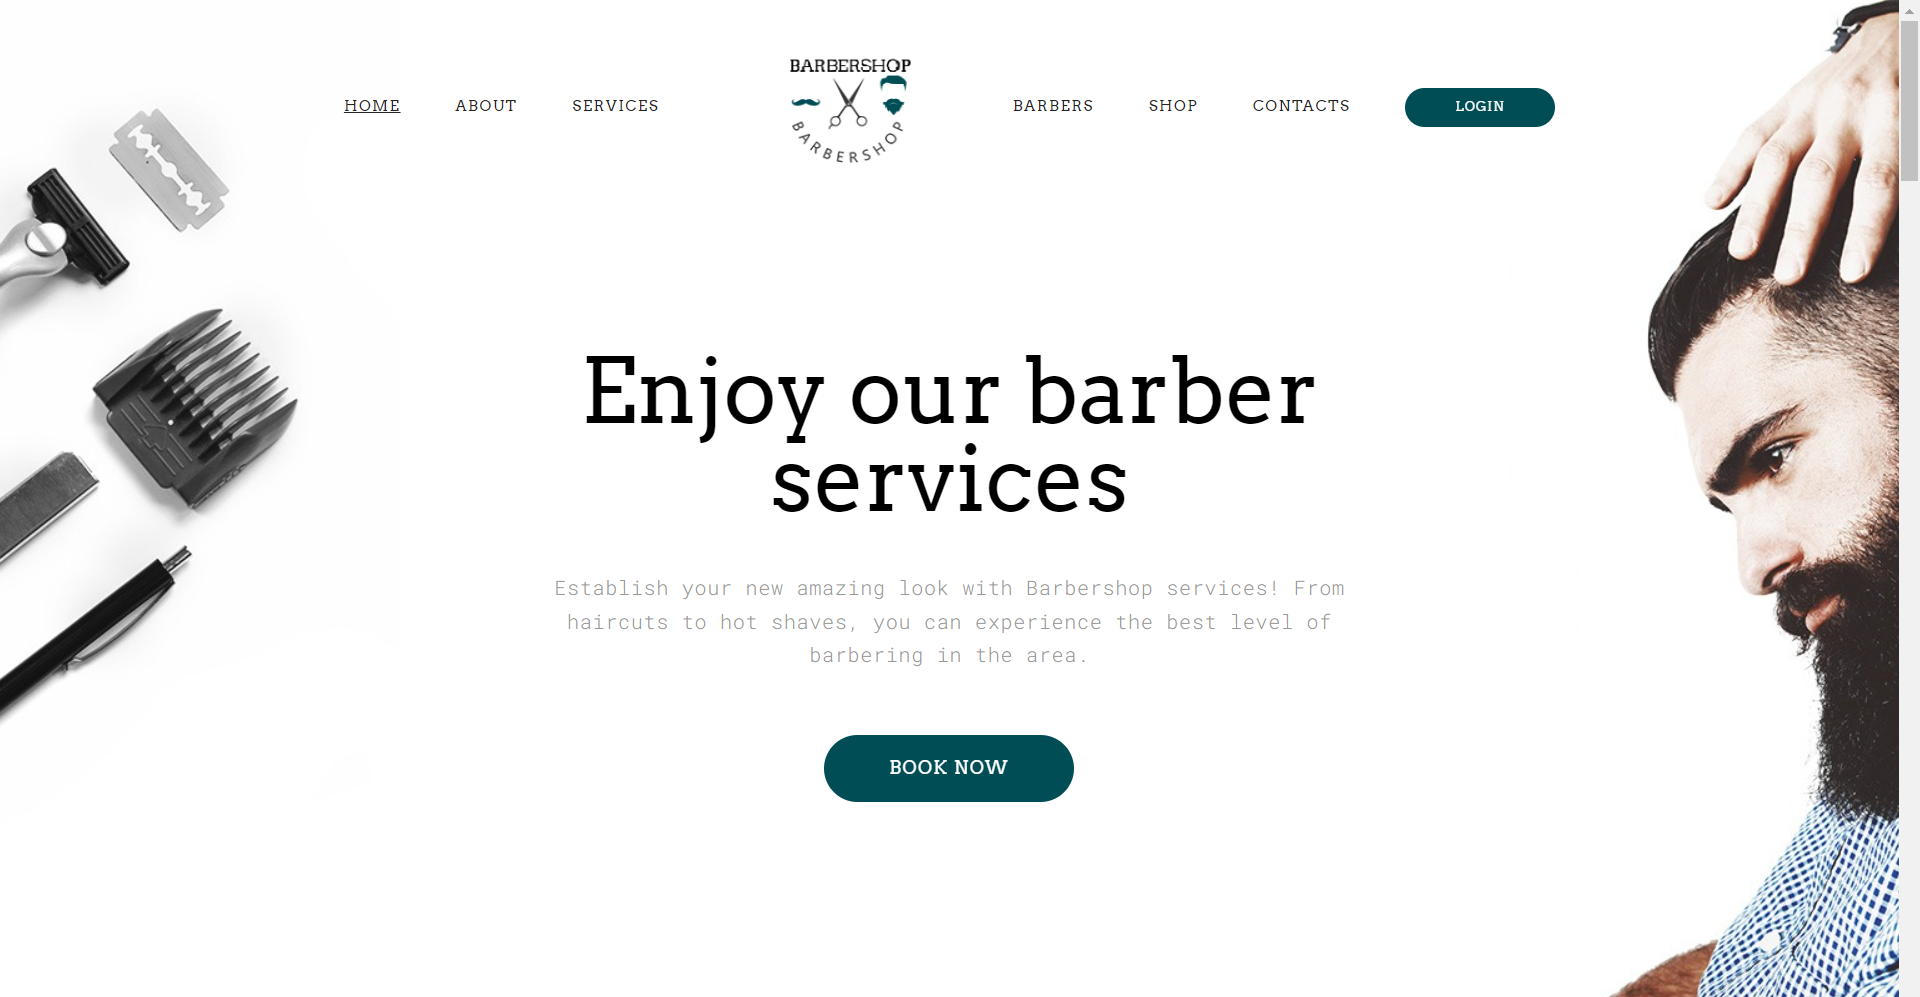 HOME
ABOUT
SERVICES
BARBERSHOP
BARBERSHOP
BARBERS
SHOP
CONTACTS
LOGIN
Enjoy our barber
services
Establish your new amazing look with Barbershop services! From
haircuts to hot shaves, you can experience the best level of
barbering in the area.
BOOK NOW